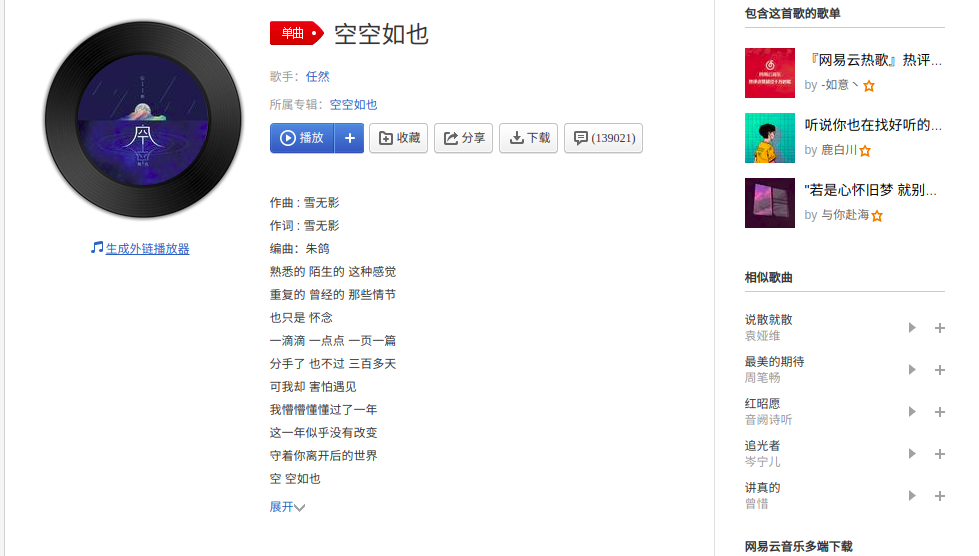 单曲
空空如也
歌手：任然
所属专辑：空空如也
播放
收藏
分享
下载
(139021)
生成外链播放器
作曲 : 雪无影
作词 : 雪无影
编曲：朱鸽
熟悉的 陌生的 这种感觉
重复的 曾经的 那些情节
也只是 怀念
一滴滴 一点点 一页一篇
分手了 也不过 三百多天
可我却 害怕遇见
我懵懵懂懂过了一年
这一年似乎没有改变
守着你离开后的世界
空 空如也
展开
包含这首歌的歌单
『网易云热歌』热评...
by -如意丶
听说你也在找好听的...
by 鹿白川
"若是心怀旧梦 就别...
by 与你赴海
相似歌曲
说散就散
袁娅维
最美的期待
周笔畅
红昭愿
音阙诗听
追光者
岑宁儿
讲真的
曾惜
网易云音乐多端下载